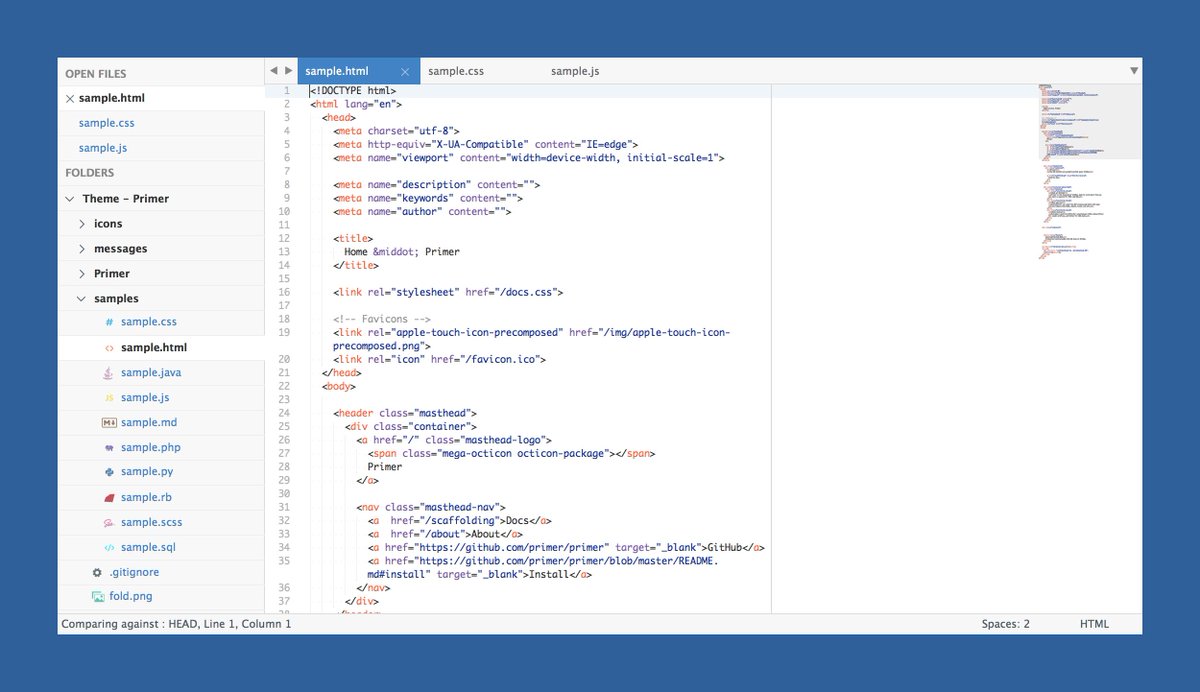 OPEN FILES
sample.html
sample.css
sample.js
FOLDERS
Theme – Primer
icons
messages
Primer
samples
# sample.css
<> sample.html
sample.java
JS sample.js
M↓ sample.md
sample.php
sample.py
sample.rb
sample.scss
</> sample.sql
.gitignore
fold.png
sample.html
sample.css
sample.js
1 <!DOCTYPE html>
2 <html lang="en">
3 <head>
4 <meta charset="utf-8">
5 <meta http-equiv="X-UA-Compatible" content="IE=edge">
6 <meta name="viewport" content="width=device-width, initial-scale=1">
7
8 <meta name="description" content="">
9 <meta name="keywords" content="">
10 <meta name="author" content="">
11
12 <title>
13 Home &middot; Primer
14 </title>
15
16 <link rel="stylesheet" href="/docs.css">
17
18 <!-- Favicons -->
19 <link rel="apple-touch-icon-precomposed" href="/img/apple-touch-icon-
precomposed.png">
20 <link rel="icon" href="/favicon.ico">
21 </head>
22 <body>
23
24 <header class="masthead">
25 <div class="container">
26 <a href="/" class="masthead-logo">
27 <span class="mega-octicon octicon-package"></span>
28 Primer
29 </a>
30
31 <nav class="masthead-nav">
32 <a  href="/scaffolding">Docs</a>
33 <a  href="/about">About</a>
34 <a href="https://github.com/primer/primer" target="_blank">GitHub</a>
35 <a href="https://github.com/primer/primer/blob/master/README.
md#install" target="_blank">Install</a>
36 </nav>
37 </div>
38 </header>
Comparing against : HEAD, Line 1, Column 1
Spaces: 2
HTML